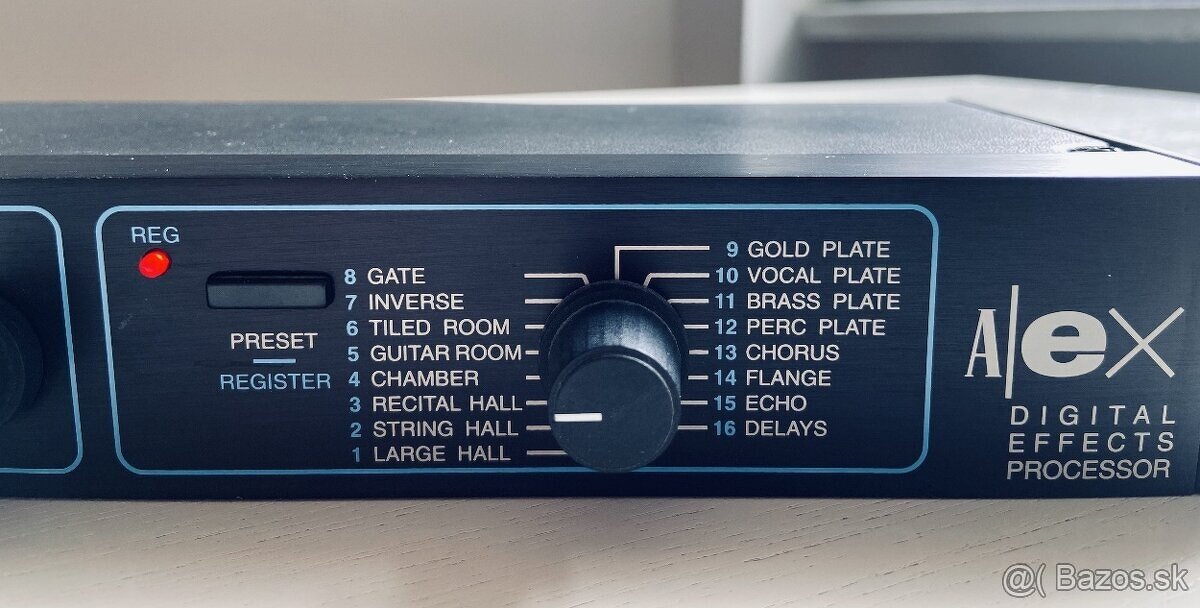 REG
PRESET
REGISTER
8 GATE
7 INVERSE
6 TILED ROOM
5 GUITAR ROOM
4 CHAMBER
3 RECITAL HALL
2 STRING HALL
1 LARGE HALL
9 GOLD PLATE
10 VOCAL PLATE
11 BRASS PLATE
12 PERC PLATE
13 CHORUS
14 FLANGE
15 ECHO
16 DELAYS
Alex
DIGITAL
EFFECTS
PROCESSOR
@( Bazos.sk